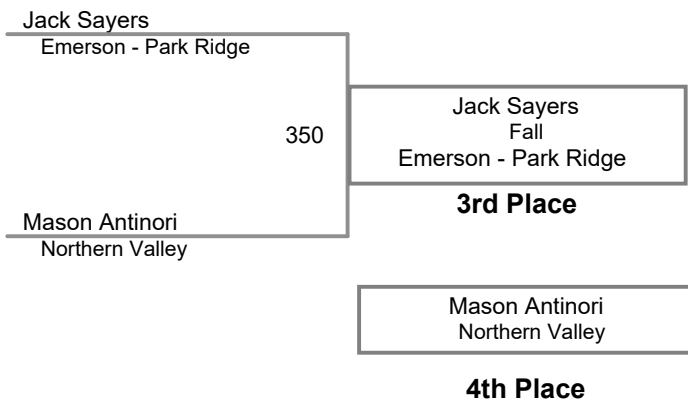 Jack Sayers
Emerson - Park Ridge
350
Jack Sayers
Fall
Emerson - Park Ridge
3rd Place
Mason Antinori
Northern Valley
Mason Antinori
Northern Valley
4th Place